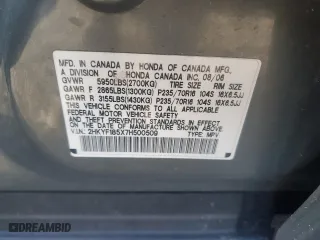 MFD. IN CANADA BY HONDA OF CANADA MFG.,
A DIVISION OF HONDA CANADA INC. 08/06
GVWR 5950LBS(2700KG) TIRE SIZE RIM SIZE
GAWR F 2865LBS(1300KG) P235/70R16 104S 16X6.5JJ
GAWR R 3155LBS(1430KG) P235/70R16 104S 16X6.5JJ
THIS VEHICLE CONFORMS TO ALL APPLICABLE
FEDERAL MOTOR VEHICLE SAFETY STANDARDS
IN EFFECT ON THE DATE OF MANUFACTURE SHOWN ABOVE.
V.I.N.: 2HKYF185X7H500509 TYPE: MPV
DREAMBID.COM